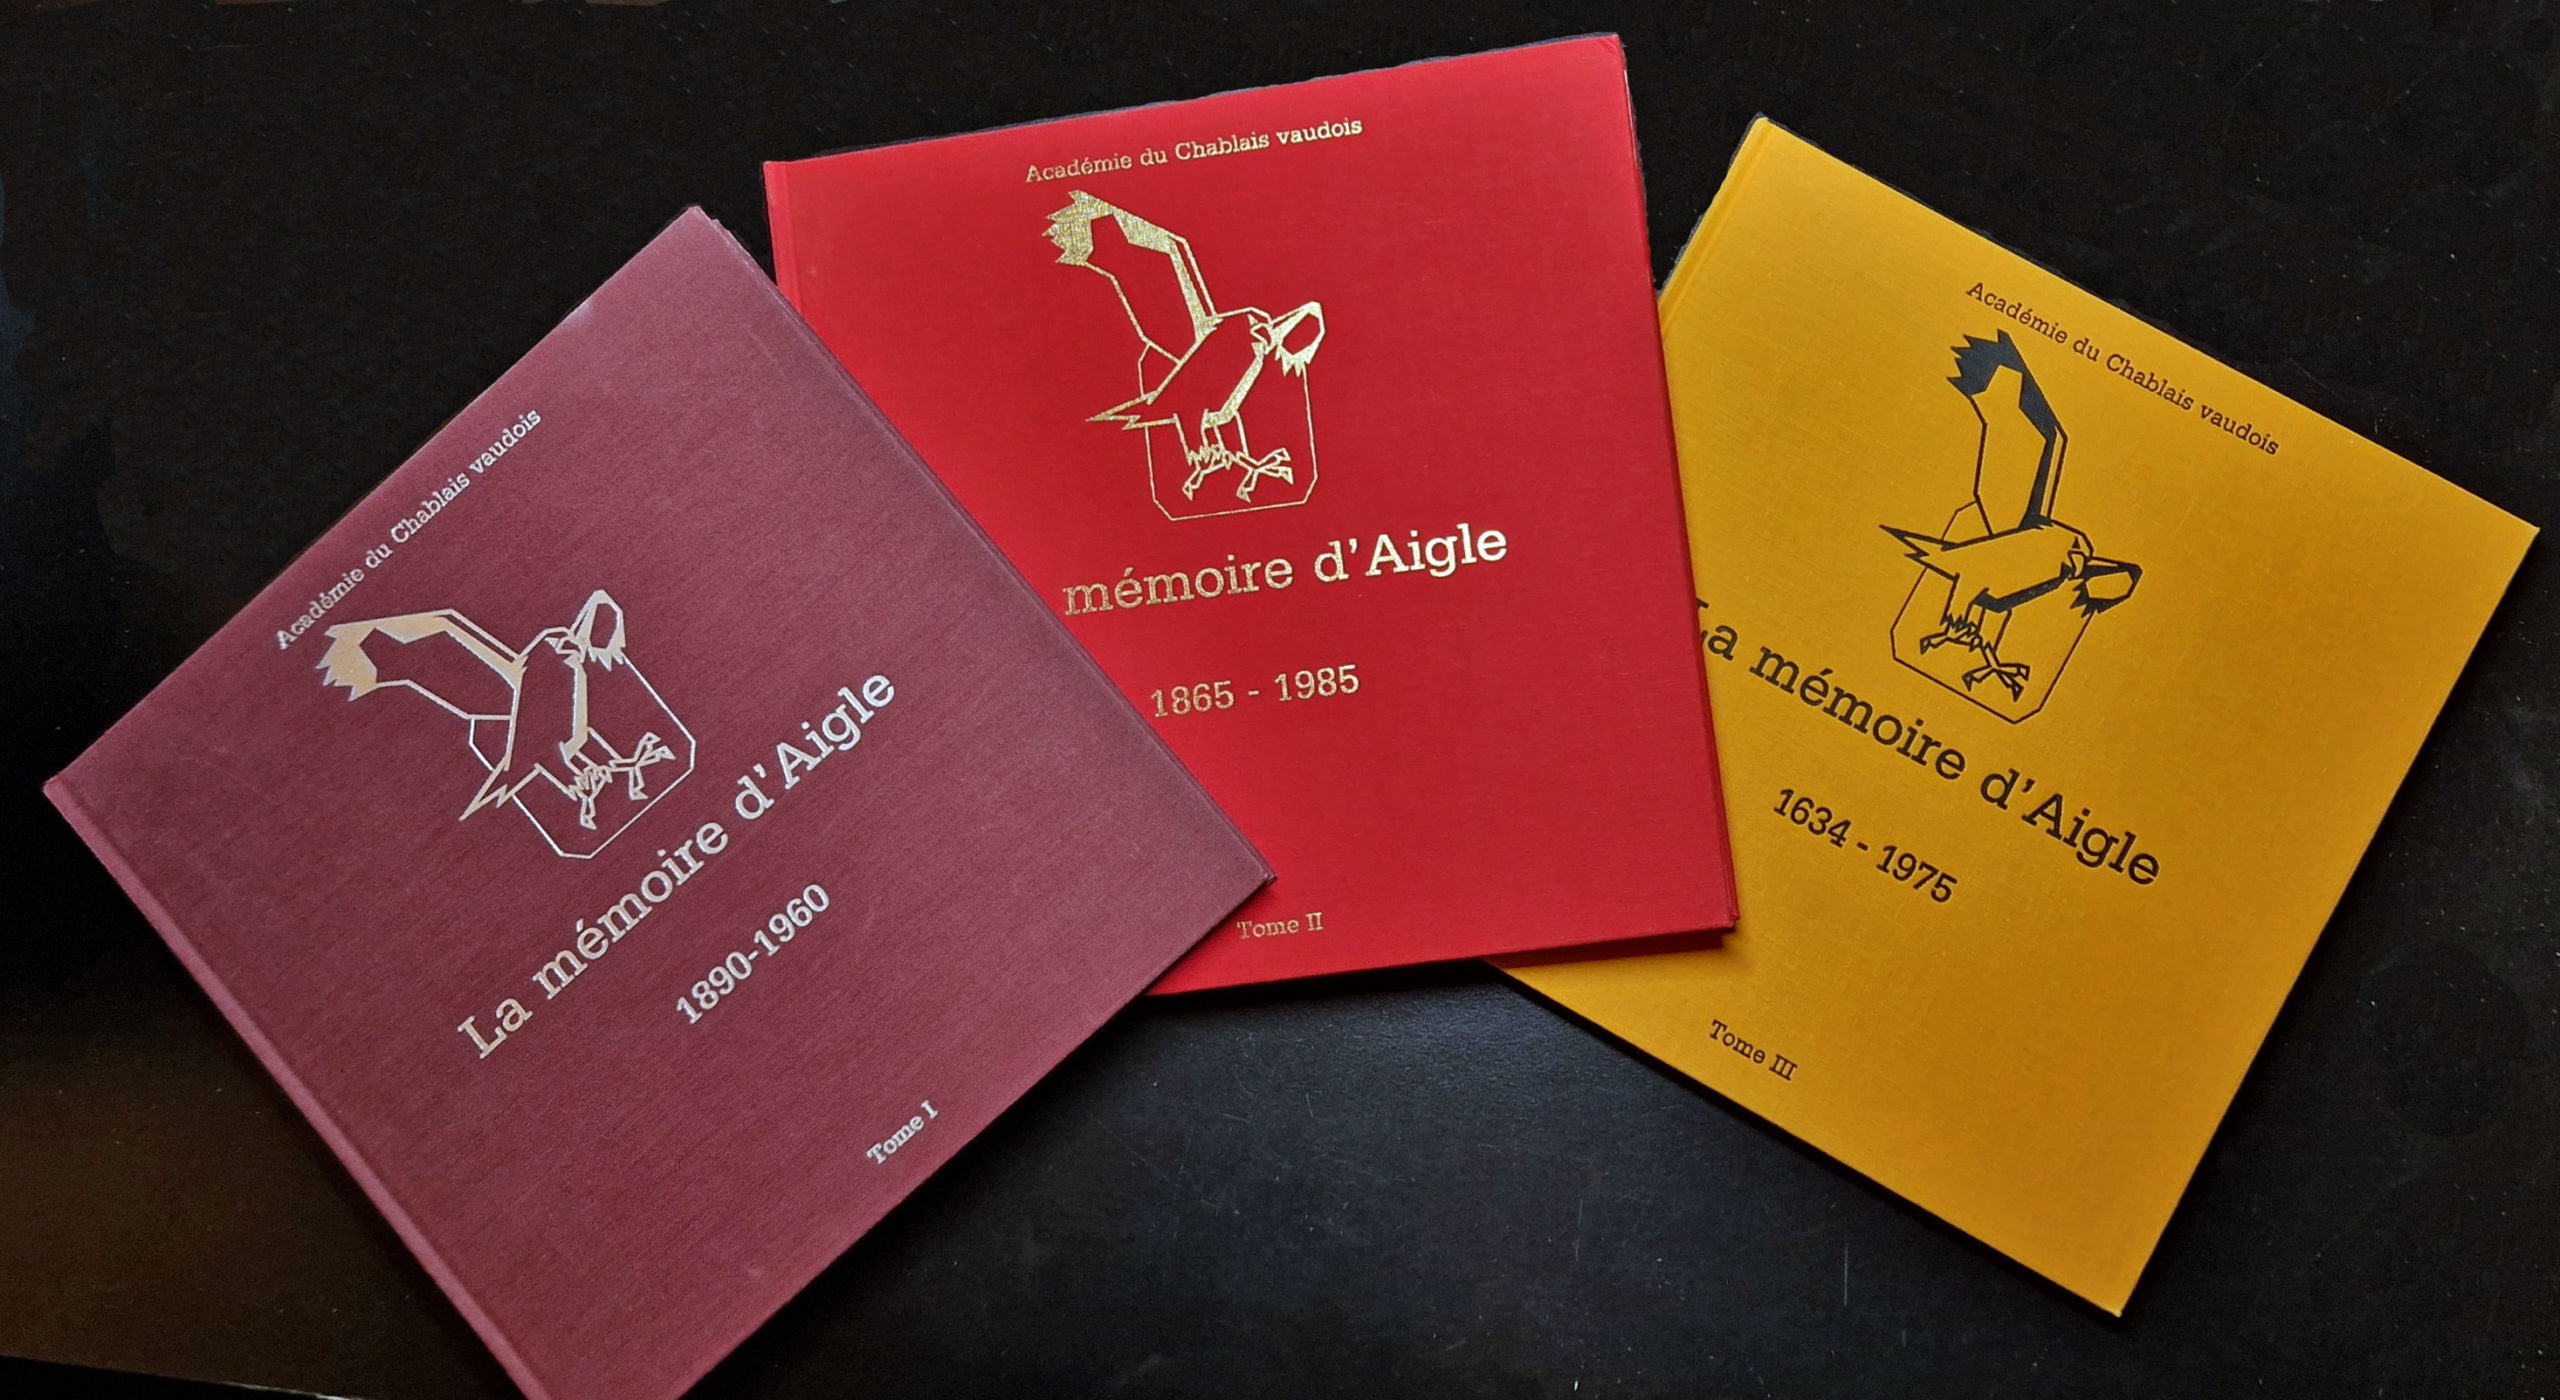 Académie du Chablais vaudois
La mémoire d'Aigle
1890-1960
Tome I
Académie du Chablais vaudois
mémoire d'Aigle
1865 - 1985
Tome II
Académie du Chablais vaudois
La mémoire d'Aigle
1634 - 1975
Tome III